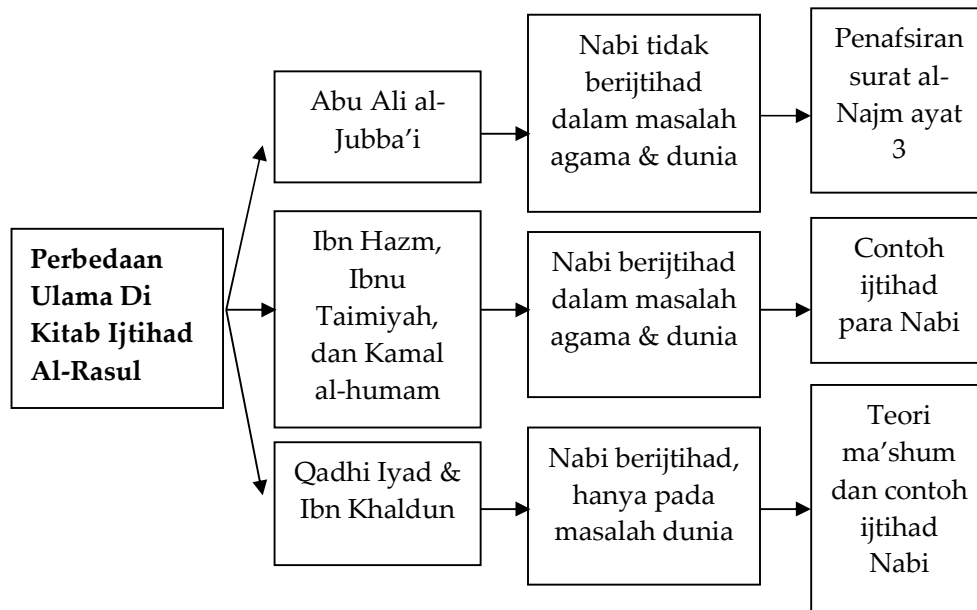 Perbedaan
Ulama Di
Kitab Ijtihad
Al-Rasul
Abu Ali al-
Jubba’i
Nabi tidak
berijtihad
dalam masalah
agama & dunia
Penafsiran
surat al-
Najm ayat
3
Ibn Hazm,
Ibnu
Taimiyah,
dan Kamal
al-humam
Nabi berijtihad
dalam masalah
agama & dunia
Contoh
ijtihad
para Nabi
Qadhi Iyad &
Ibn Khaldun
Nabi berijtihad,
hanya pada
masalah dunia
Teori
ma’shum
dan contoh
ijtihad
Nabi